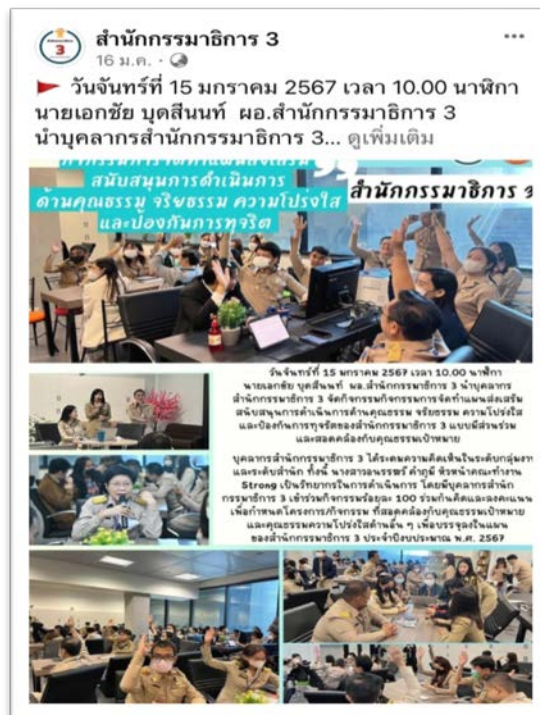 สำนักกรรมาธิการ 3
16 ม.ค.
วันจันทร์ที่ 15 มกราคม 2567 เวลา 10.00 นาฬิกา
นายเอกชัย บุดสีนนท์ ผอ.สำนักกรรมาธิการ 3
นำบุคลากรสำนักกรรมาธิการ 3... ดูเพิ่มเติม
สนับสนุนการดำเนินการ
ด้านคุณธรรม จริยธรรม ความโปร่งใส
และป้องกันการทุจริต
สำนักกรรมาธิการ 3
วันจันทร์ที่ 15 มกราคม 2567 เวลา 10.00 นาฬิกา
นายเอกชัย บุดสีนนท์ ผอ.สำนักกรรมาธิการ 3 นำบุคลากร
สำนักกรรมาธิการ 3 จัดกิจกรรมกิจกรรมการจัดทำแผนส่งเสริม
สนับสนุนการดำเนินการด้านคุณธรรม จริยธรรม ความโปร่งใส
และป้องกันการทุจริตของสำนักกรรมาธิการ 3 แบบมีส่วนร่วม
และสอดคล้องกับคุณธรรมเป้าหมาย
บุคลากรสำนักกรรมาธิการ 3 ได้ระดมความคิดเห็นในระดับกลุ่มงาน
และระดับสำนัก ทั้งนี้ นางสาวอนรรฆวี คำภูมี หัวหน้าคณะทำงาน
Strong เป็นวิทยากรในการดำเนินการ โดยมีบุคลากรสำนัก
กรรมาธิการ 3 เข้าร่วมกิจกรรมร้อยละ 100 ร่วมกันคิดและลงคะแนน
เพื่อกำหนดโครงการ/กิจกรรม ที่สอดคล้องกับคุณธรรมเป้าหมาย
และคุณธรรมความโปร่งใสด้านอื่น ๆ เพื่อบรรจุลงในแผน
ของสำนักกรรมาธิการ 3 ประจำปีงบประมาณ พ.ศ. 2567